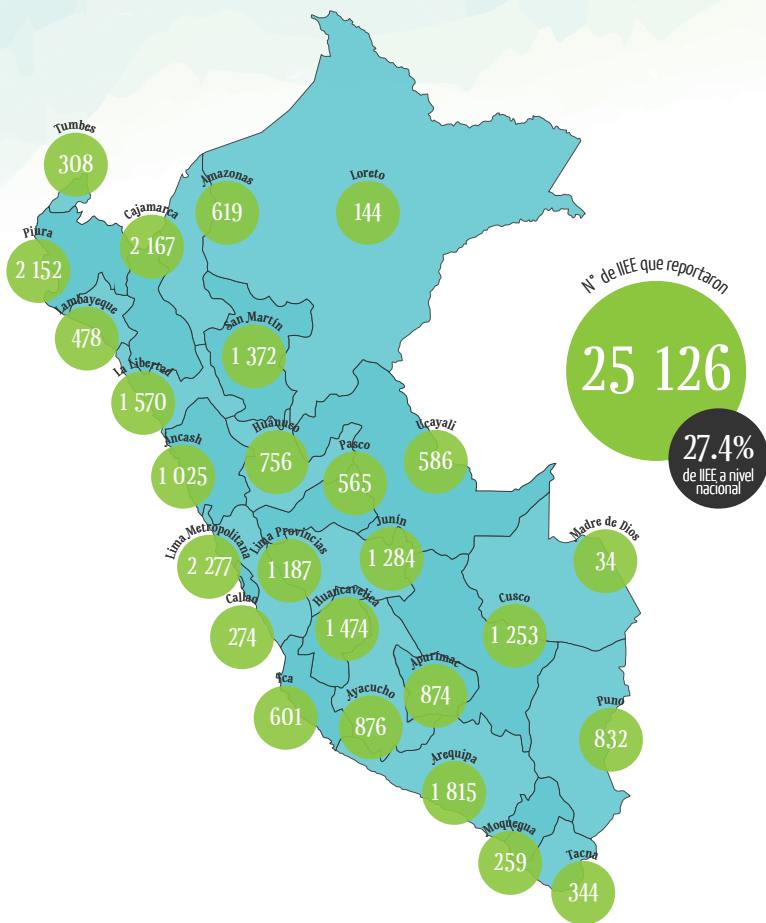 Tumbes
308
Amazonas
619
Loreto
144
Cajamarca
2 167
Piura
2 152
Lambayeque
478
San Martín
1 372
La Libertad
1 570
N° de IIEE que reportaron
25 126
27.4%
de IIEE a nivel
nacional
Ancash
1 025
Huánuco
756
Pasco
565
Ucayali
586
Lima Metropolitana
2 277
Lima Provincias
1 187
Junín
1 284
Madre de Dios
34
Callao
274
Huancavelica
1 474
Cusco
1 253
Ica
601
Ayacucho
876
Apurímac
874
Puno
832
Arequipa
1 815
Moquegua
259
Tacna
344